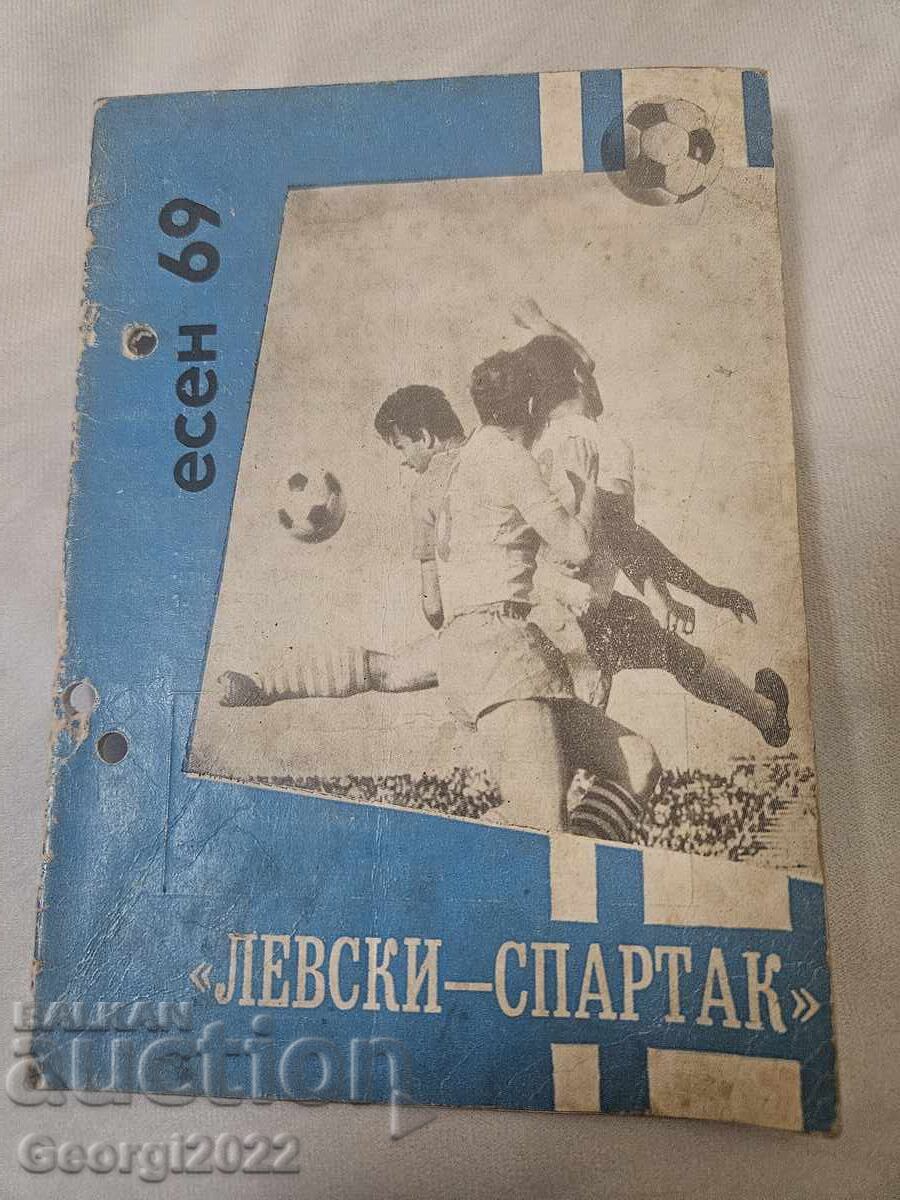 есен 69
«ЛЕВСКИ—СПАРТАК»
BALKAN
auction
Georgi2022